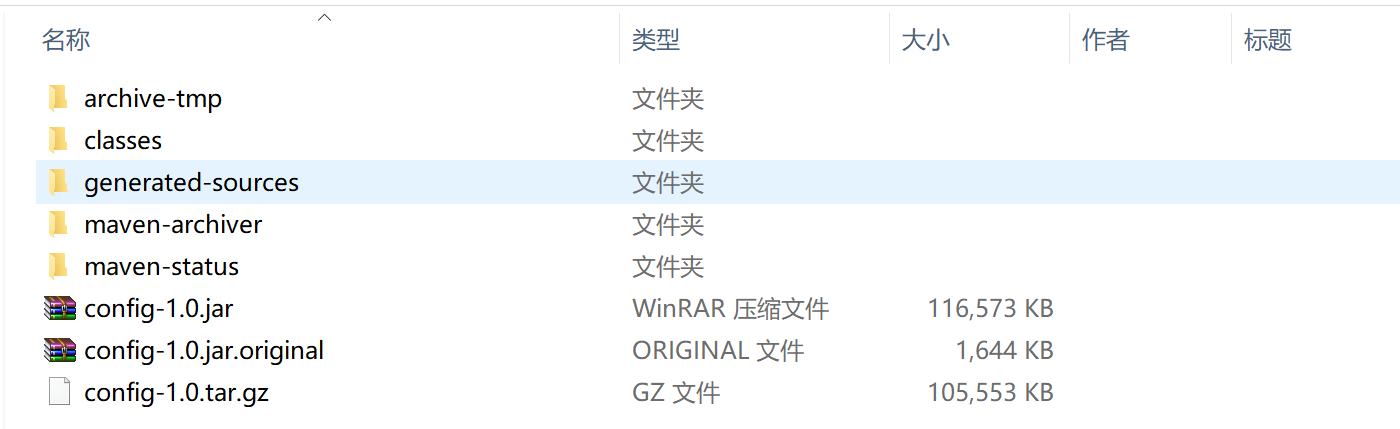 名称 类型 大小 作者 标题
archive-tmp 文件夹
classes 文件夹
generated-sources 文件夹
maven-archiver 文件夹
maven-status 文件夹
config-1.0.jar WinRAR 压缩文件 116,573 KB
config-1.0.jar.original ORIGINAL 文件 1,644 KB
config-1.0.tar.gz GZ 文件 105,553 KB